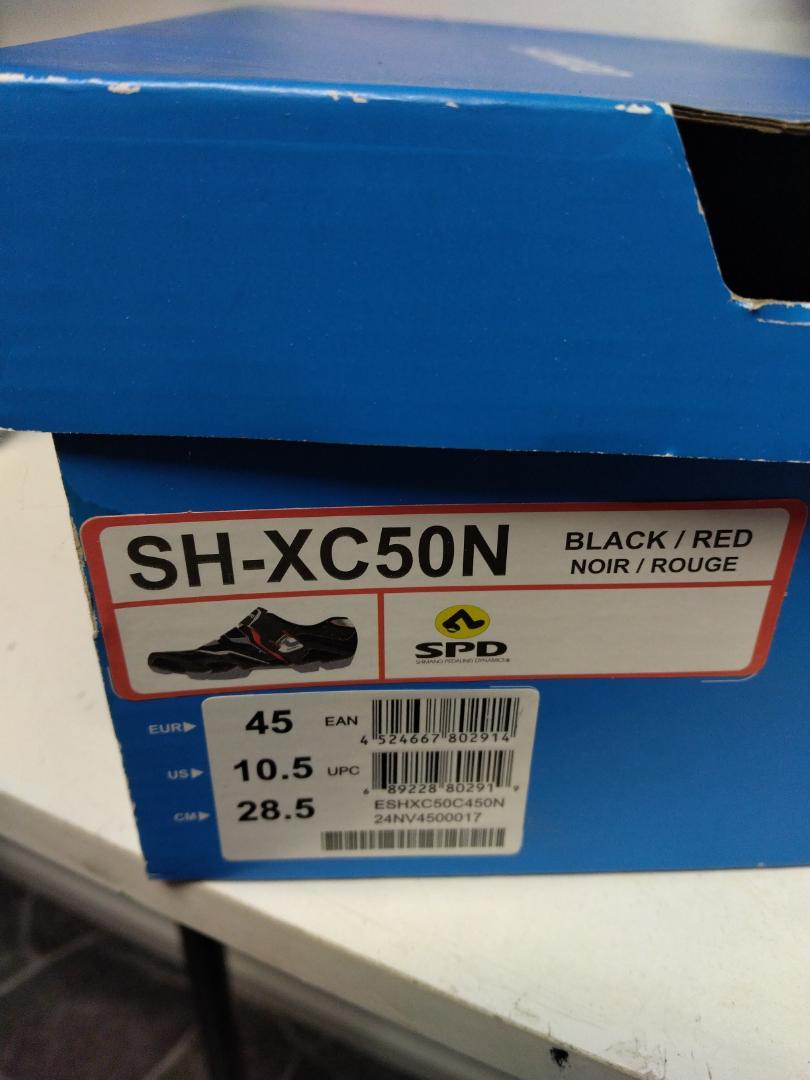 SH-XC50N
BLACK / RED
NOIR / ROUGE
SPD
SHIMANO PEDALING DYNAMICS®
EUR▶ 45 EAN
4 524667 802914
US▶ 10.5 UPC
6 89228 80291 9
CM▶ 28.5
ESHXC50C450N
24NV4500017